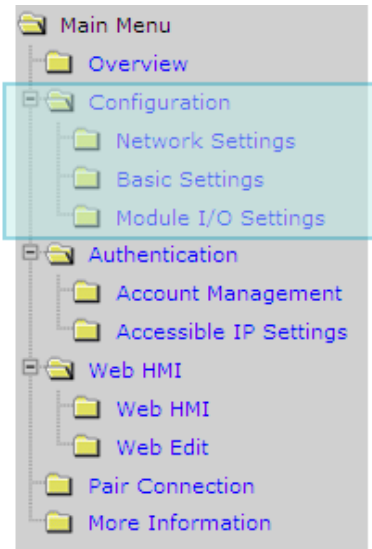 Main Menu
Overview
Configuration
Network Settings
Basic Settings
Module I/O Settings
Authentication
Account Management
Accessible IP Settings
Web HMI
Web HMI
Web Edit
Pair Connection
More Information